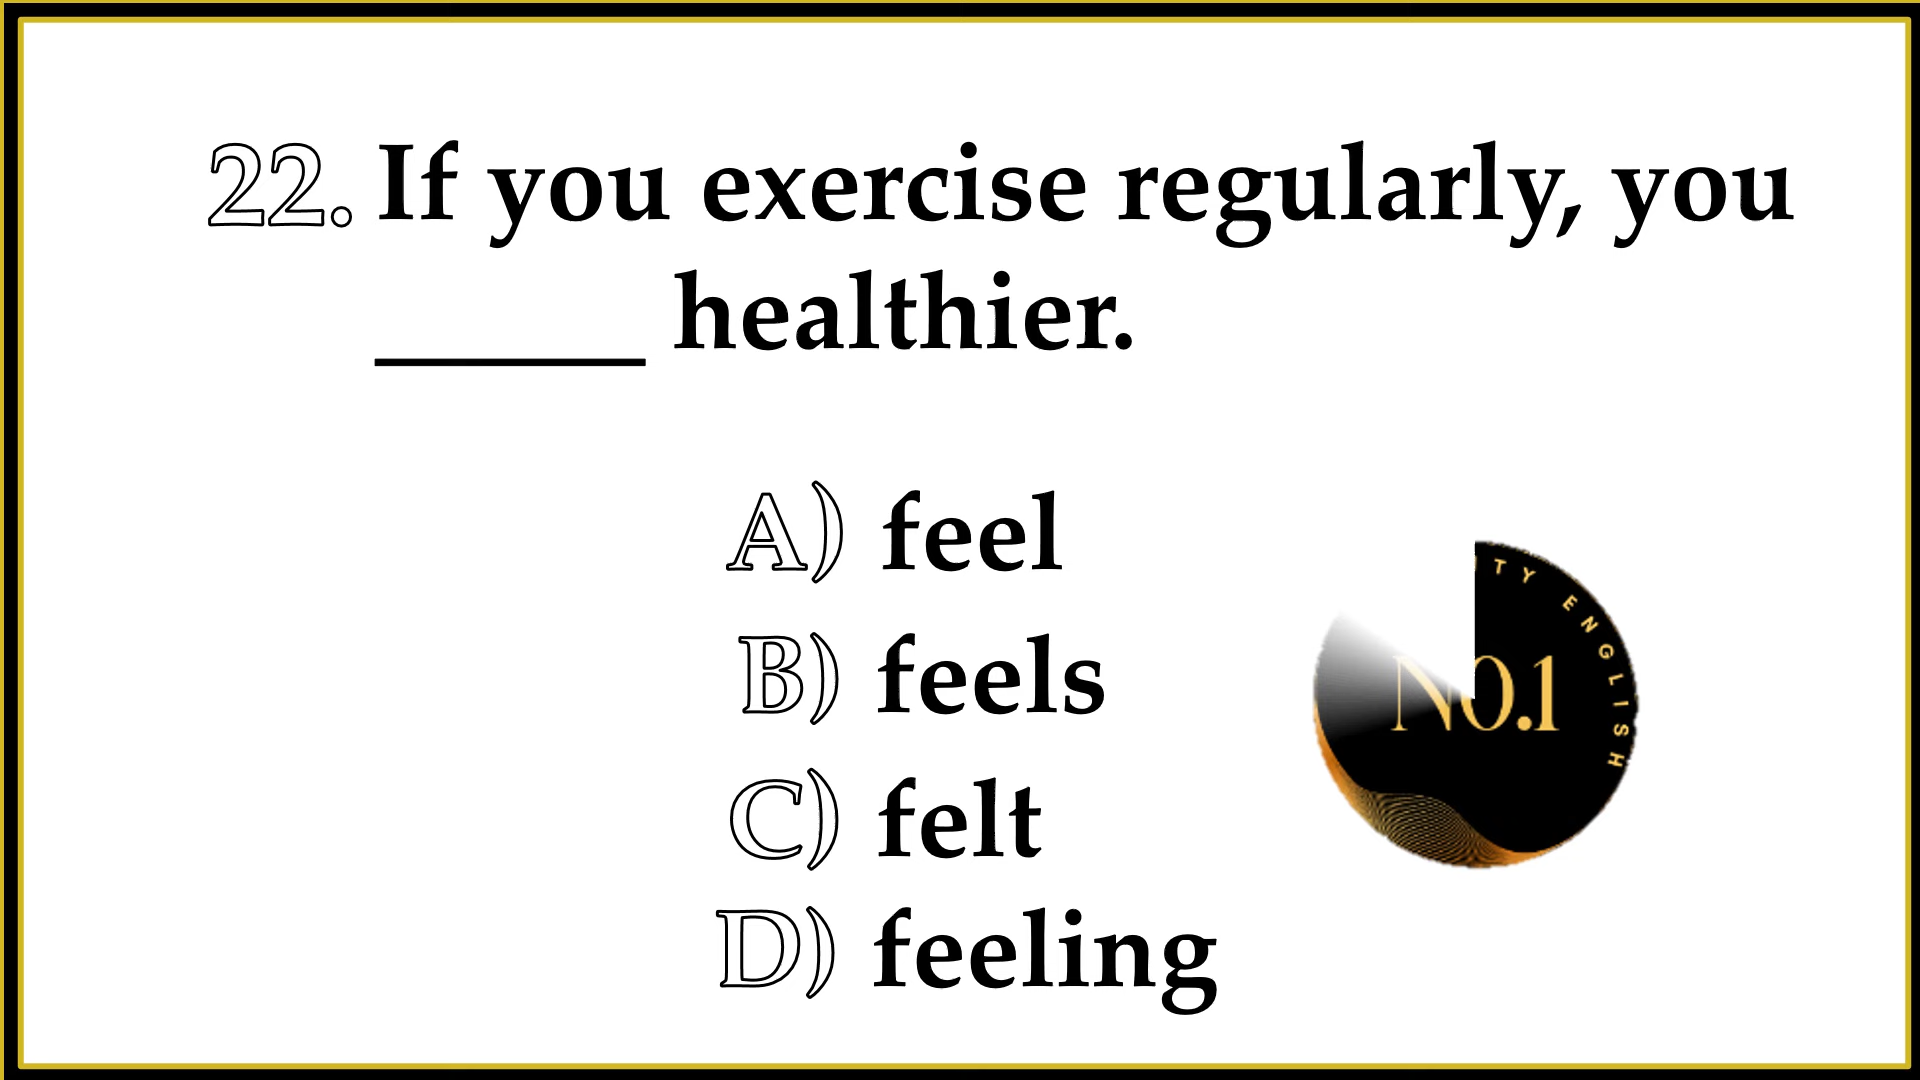 22. If you exercise regularly, you
_____ healthier.
A) feel
B) feels
C) felt
D) feeling
TY ENGLISH
NO.1